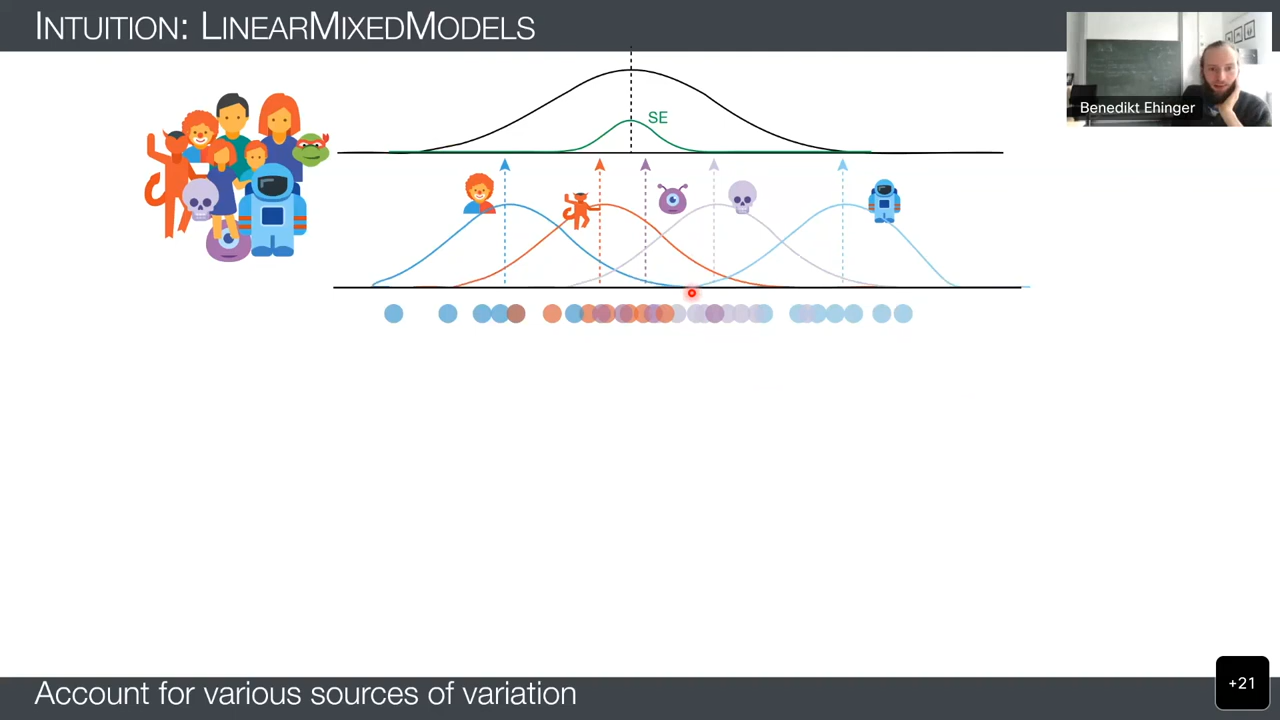 INTUITION: LINEARMIXEDMODELS
Benedikt Ehinger
SE
Account for various sources of variation
+21